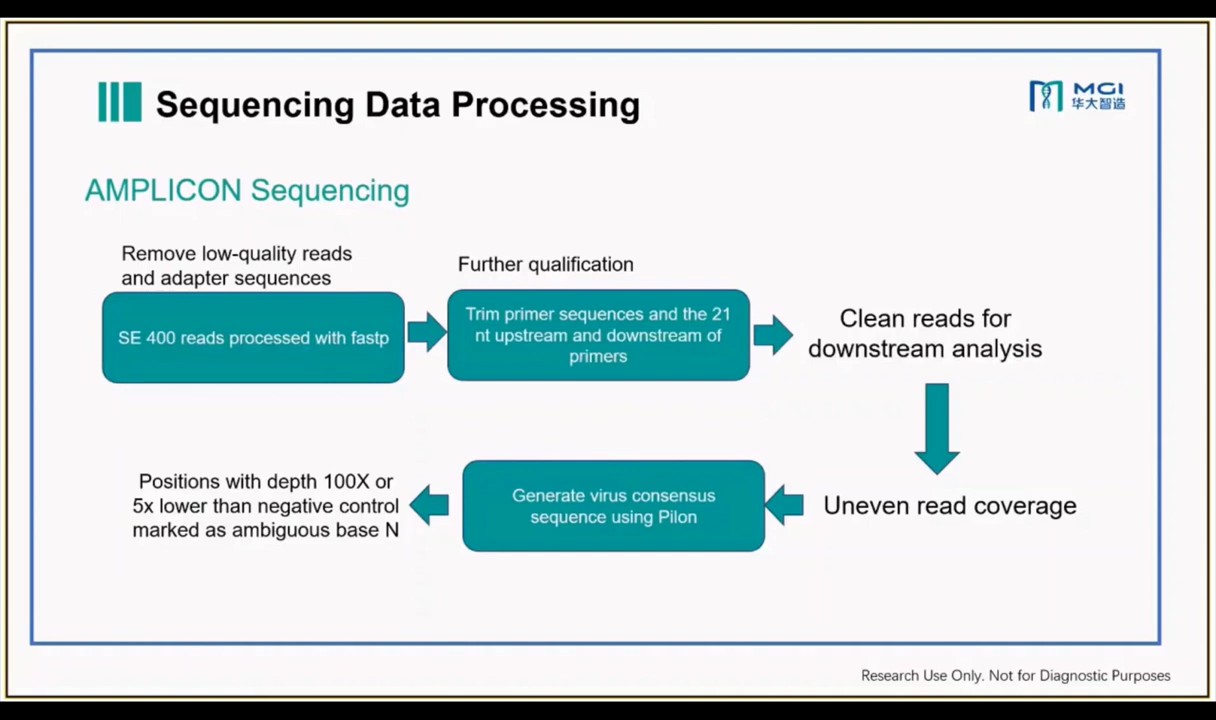 Sequencing Data Processing
MGI
华大智造
AMPLICON Sequencing
Remove low-quality reads
and adapter sequences
SE 400 reads processed with fastp
Further qualification
Trim primer sequences and the 21
nt upstream and downstream of
primers
Clean reads for
downstream analysis
Uneven read coverage
Generate virus consensus
sequence using Pilon
Positions with depth 100X or
5x lower than negative control
marked as ambiguous base N
Research Use Only. Not for Diagnostic Purposes